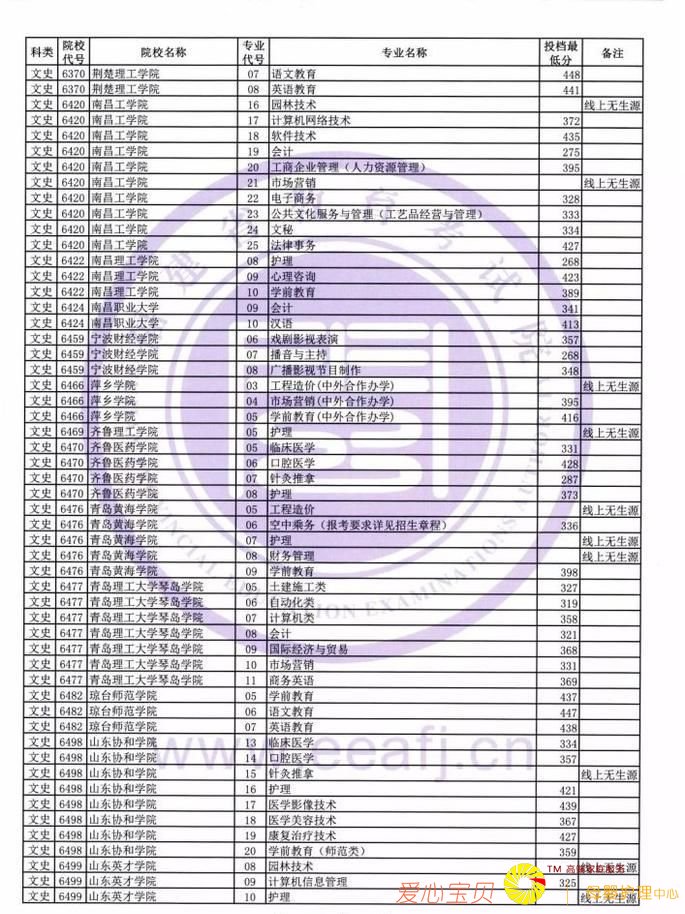 科类 院校代号 院校名称 专业代号 专业名称 投档最低分 备注
文史 6370 荆楚理工学院 07 语文教育 448
文史 6370 荆楚理工学院 08 英语教育 441
文史 6420 南昌工学院 16 园林技术 线上无生源
文史 6420 南昌工学院 17 计算机网络技术 372
文史 6420 南昌工学院 18 软件技术 435
文史 6420 南昌工学院 19 会计 275
文史 6420 南昌工学院 20 工商企业管理（人力资源管理） 395
文史 6420 南昌工学院 21 市场营销 线上无生源
文史 6420 南昌工学院 22 电子商务 328
文史 6420 南昌工学院 23 公共文化服务与管理（工艺品经营与管理） 333
文史 6420 南昌工学院 24 文秘 334
文史 6420 南昌工学院 25 法律事务 427
文史 6422 南昌理工学院 08 护理 268
文史 6422 南昌理工学院 09 心理咨询 423
文史 6422 南昌理工学院 10 学前教育 389
文史 6424 南昌职业大学 09 会计 341
文史 6424 南昌职业大学 10 汉语 413
文史 6459 宁波财经学院 06 戏剧影视表演 357
文史 6459 宁波财经学院 07 播音与主持 268
文史 6459 宁波财经学院 08 广播影视节目制作 348
文史 6466 萍乡学院 03 工程造价(中外合作办学) 线上无生源
文史 6466 萍乡学院 04 市场营销(中外合作办学) 395
文史 6466 萍乡学院 05 学前教育(中外合作办学) 416
文史 6469 齐鲁理工学院 05 护理 线上无生源
文史 6470 齐鲁医药学院 05 临床医学 331
文史 6470 齐鲁医药学院 06 口腔医学 428
文史 6470 齐鲁医药学院 07 针灸推拿 287
文史 6470 齐鲁医药学院 08 护理 373
文史 6476 青岛黄海学院 05 工程造价 线上无生源
文史 6476 青岛黄海学院 06 空中乘务（报考要求详见招生章程） 336
文史 6476 青岛黄海学院 07 护理 线上无生源
文史 6476 青岛黄海学院 08 财务管理 线上无生源
文史 6476 青岛黄海学院 09 学前教育 398
文史 6477 青岛理工大学琴岛学院 05 土建施工类 327
文史 6477 青岛理工大学琴岛学院 06 自动化类 319
文史 6477 青岛理工大学琴岛学院 07 计算机类 358
文史 6477 青岛理工大学琴岛学院 08 会计 321
文史 6477 青岛理工大学琴岛学院 09 国际经济与贸易 368
文史 6477 青岛理工大学琴岛学院 10 市场营销 331
文史 6477 青岛理工大学琴岛学院 11 商务英语 369
文史 6482 琼台师范学院 05 学前教育 437
文史 6482 琼台师范学院 06 语文教育 447
文史 6482 琼台师范学院 07 英语教育 438
文史 6498 山东协和学院 13 临床医学 334
文史 6498 山东协和学院 14 口腔医学 357
文史 6498 山东协和学院 15 针灸推拿 线上无生源
文史 6498 山东协和学院 16 护理 421
文史 6498 山东协和学院 17 医学影像技术 439
文史 6498 山东协和学院 18 医学美容技术 367
文史 6498 山东协和学院 19 康复治疗技术 427
文史 6498 山东协和学院 20 学前教育（师范类） 359
文史 6499 山东英才学院 08 园林技术 线上无生源
文史 6499 山东英才学院 09 计算机信息管理 325
文史 6499 山东英才学院 10 护理 线上无生源
www.eeafj.cn
爱心宝贝
TM